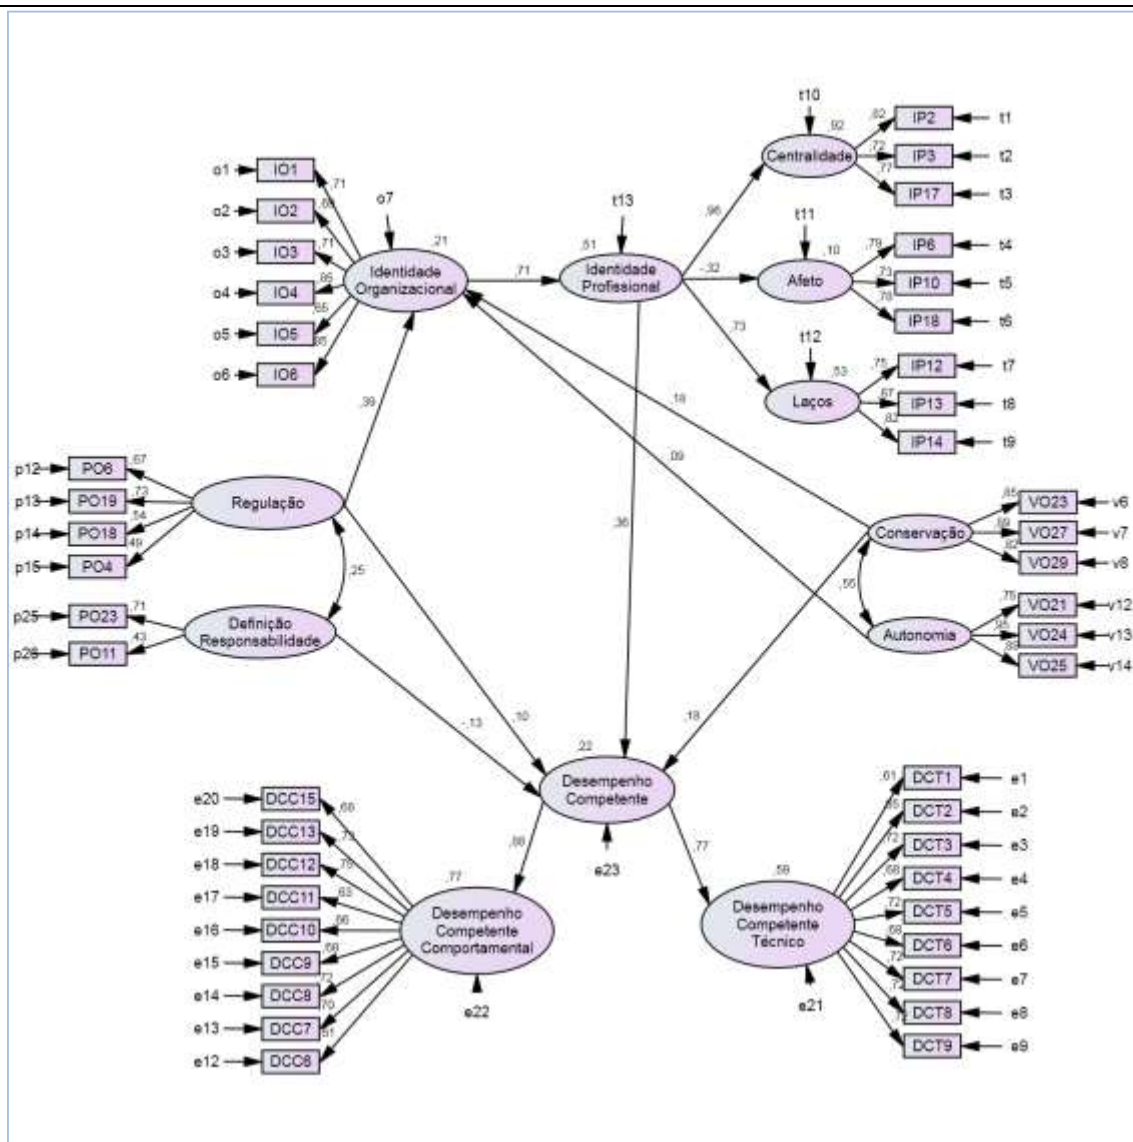 t10
,92
,82
IP2
t1
Centralidade
,72
IP3
t2
,77
IP17
t3
o1
IO1
,71
o2
IO2
o3
IO3
,71
o4
IO4
,85
o5
IO5
,65
o6
IO6
o7
,21
Identidade
Organizacional
,71
t13
,51
Identidade
Profissional
,96
-,32
,73
t11
,10
Afeto
,79
IP6
t4
,73
IP10
t5
,78
IP18
t6
t12
,53
Laços
,75
IP12
t7
,67
IP13
t8
,82
IP14
t9
,39
,18
,09
,36
p12
PO6
,67
p13
PO19
,73
p14
PO18
,54
p15
PO4
,49
Regulação
,25
p25
PO23
,71
p26
PO11
,43
Definição
Responsabilidade
Conservação
,85
VO23
v6
,89
VO27
v7
,82
VO29
v8
,55
Autonomia
,75
VO21
v12
,95
VO24
v13
VO25
v14
-,13
,10
,18
,22
Desempenho
Competente
e23
,88
,77
e20
DCC15
,68
e19
DCC13
,73
e18
DCC12
,75
e17
DCC11
,63
e16
DCC10
,66
e15
DCC9
,68
e14
DCC8
,72
e13
DCC7
,70
e12
DCC6
,51
,77
Desempenho
Competente
Comportamental
e22
,59
Desempenho
Competente
Técnico
e21
,61
DCT1
e1
DCT2
e2
,72
DCT3
e3
,68
DCT4
e4
,72
DCT5
e5
,68
DCT6
e6
,72
DCT7
e7
DCT8
e8
DCT9
e9